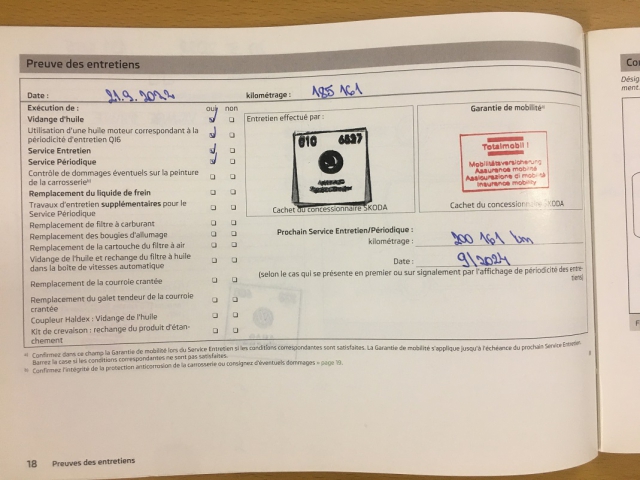 Preuve des entretiens
Date : 21.9.2022 kilométrage : 185 161
Exécution de : oui non
Vidange d'huile
Utilisation d'une huile moteur correspondant à la
périodicité d'entretien QI6
Service Entretien
Service Périodique
Contrôle de dommages éventuels sur la peinture
de la carrosserie b)
Remplacement du liquide de frein
Travaux d'entretien supplémentaires pour le
Service Périodique
Remplacement de filtre à carburant
Remplacement des bougies d'allumage
Remplacement de la cartouche du filtre à air
Vidange de l'huile et rechange du filtre à huile
dans la boîte de vitesses automatique
Remplacement de la courroie crantée
Remplacement du galet tendeur de la courroie
crantée
Coupleur Haldex : Vidange de l'huile
Kit de crevaison : rechange du produit d'étan-
chement
Entretien effectué par :
010 6837
Cachet du concessionnaire ŠKODA
Garantie de mobilité a)
Totalmobil !
Mobilitätsversicherung
Assurance mobilité
Assicurazione di mobilità
Insurance mobility
Cachet du concessionnaire ŠKODA
Prochain Service Entretien/Périodique :
kilométrage : 200 161 km
Date : 9/2024
(selon le cas qui se présente en premier ou sur signalement par l'affichage de périodicité des entre-
tiens)
a) Confirmez dans ce champ la Garantie de mobilité lors du Service Entretien si les conditions correspondantes sont satisfaites. La Garantie de mobilité s'applique jusqu'à l'échéance du prochain Service Entretien
Barrez la case si les conditions correspondantes ne sont pas satisfaites.
b) Confirmez l'intégrité de la protection anticorrosion de la carrosserie ou consignez d'éventuels dommages » page 19.
18 Preuves des entretiens
Désig
ment.